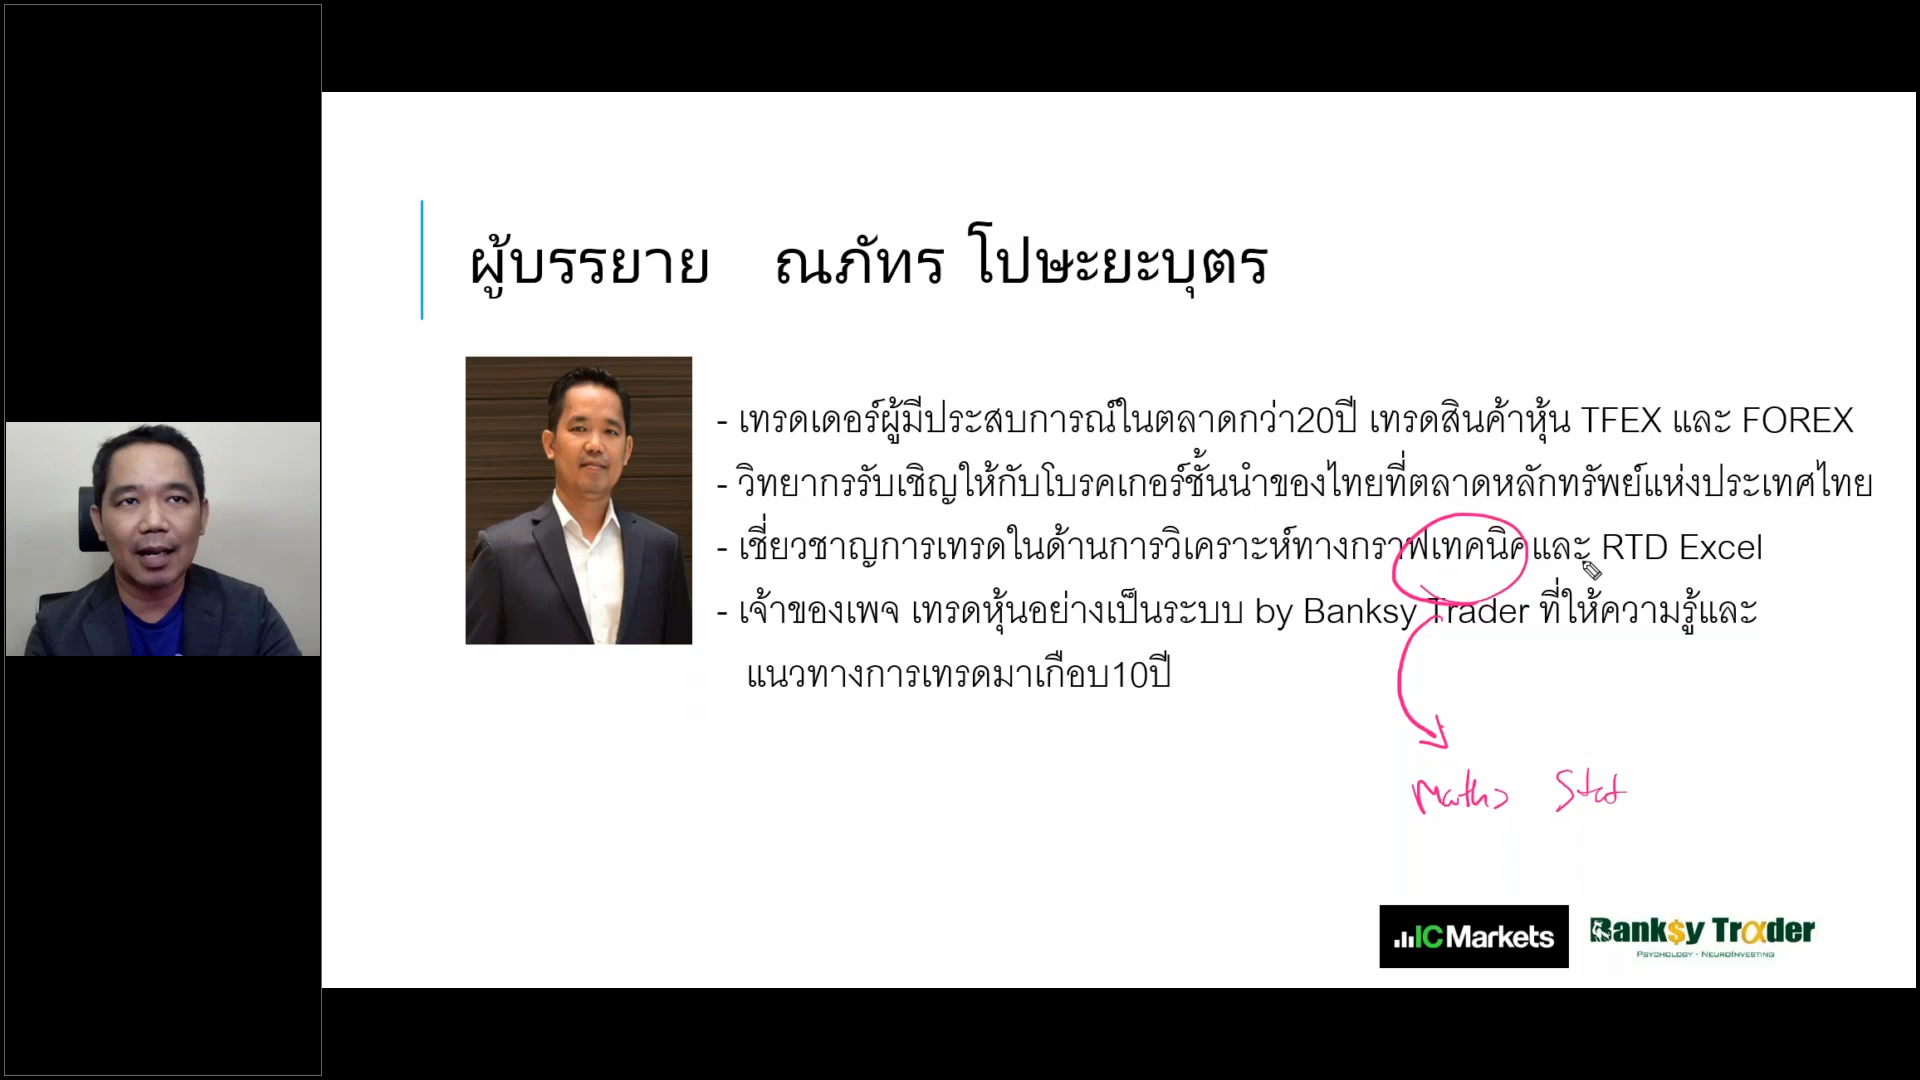 ผู้บรรยาย ณภัทร โปษะยะบุตร
- เทรดเดอร์ผู้มีประสบการณ์ในตลาดกว่า20ปี เทรดสินค้าหุ้น TFEX และ FOREX
- วิทยากรรับเชิญให้กับโบรคเกอร์ชั้นนำของไทยที่ตลาดหลักทรัพย์แห่งประเทศไทย
- เชี่ยวชาญการเทรดในด้านการวิเคราะห์ทางกราฟเทคนิค และ RTD Excel
- เจ้าของเพจ เทรดหุ้นอย่างเป็นระบบ by Banksy Trader ที่ให้ความรู้และ
แนวทางการเทรดมาเกือบ10ปี
Maths Stat
IC Markets
Bank$y Trader
Psychology - NeuroInvesting